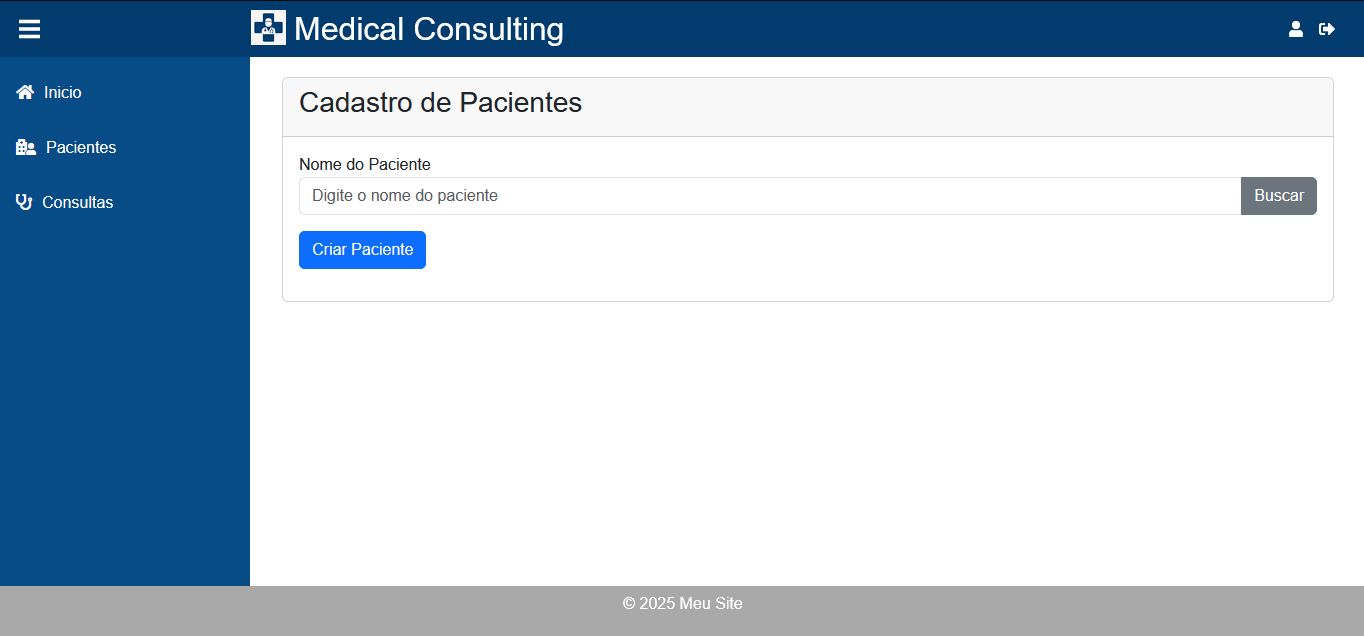 Medical Consulting
Inicio
Pacientes
Consultas
Cadastro de Pacientes
Nome do Paciente
Digite o nome do paciente
Buscar
Criar Paciente
© 2025 Meu Site